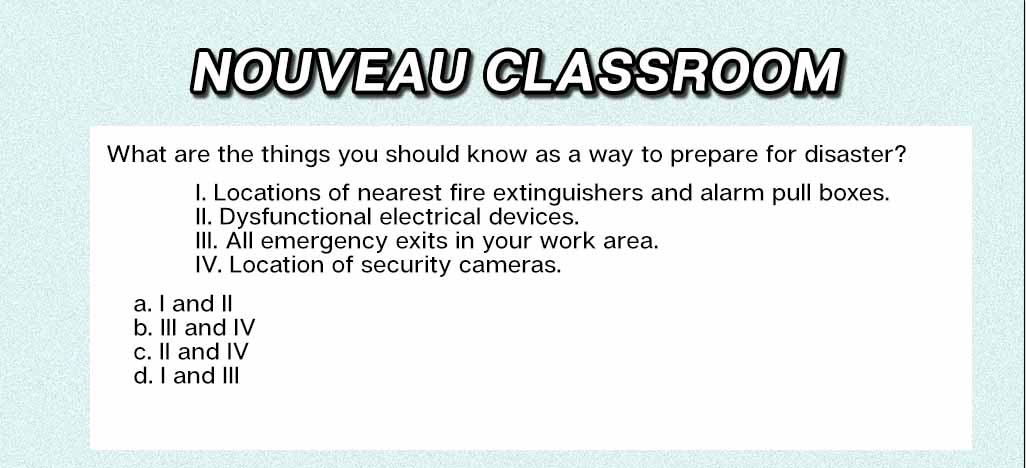 NOUVEAU CLASSROOM
What are the things you should know as a way to prepare for disaster?
I. Locations of nearest fire extinguishers and alarm pull boxes.
II. Dysfunctional electrical devices.
III. All emergency exits in your work area.
IV. Location of security cameras.
a. I and II
b. III and IV
c. II and IV
d. I and III